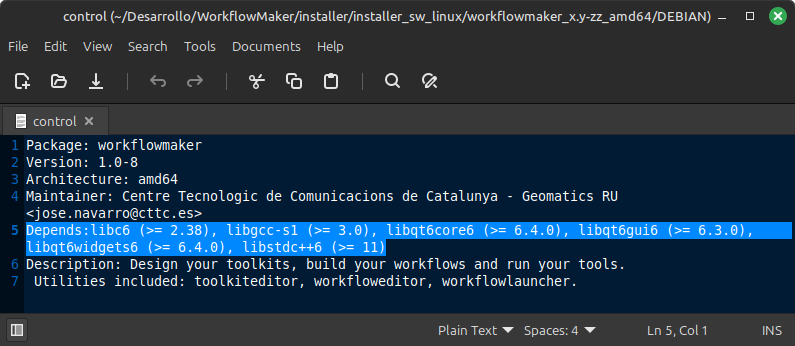 control (~/Desarrollo/WorkflowMaker/installer/installer_sw_linux/workflowmaker_x.y-zz_amd64/DEBIAN)
File Edit View Search Tools Documents Help
control
1 Package: workflowmaker
2 Version: 1.0-8
3 Architecture: amd64
4 Maintainer: Centre Tecnologic de Comunicacions de Catalunya - Geomatics RU
<jose.navarro@cttc.es>
5 Depends:libc6 (>= 2.38), libgcc-s1 (>= 3.0), libqt6core6 (>= 6.4.0), libqt6gui6 (>= 6.3.0),
libqt6widgets6 (>= 6.4.0), libstdc++6 (>= 11)
6 Description: Design your toolkits, build your workflows and run your tools.
7  Utilities included: toolkiteditor, workfloweditor, workflowlauncher.
Plain Text Spaces: 4 Ln 5, Col 1 INS